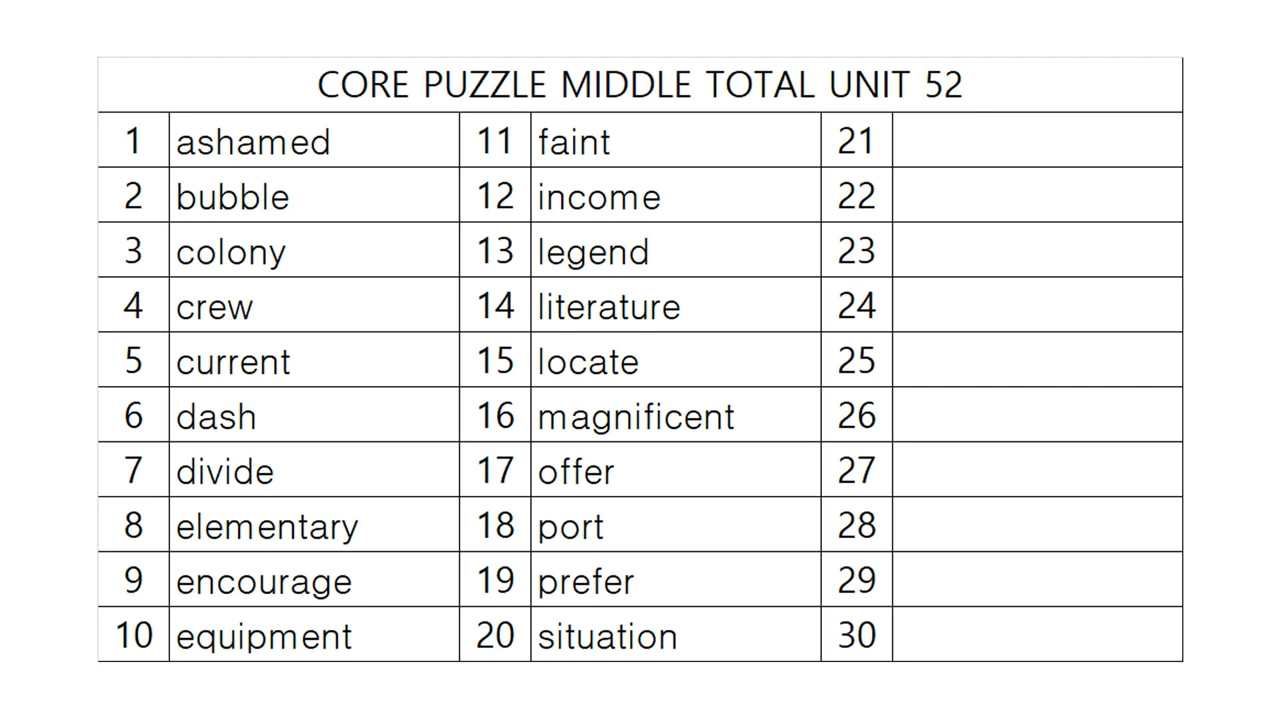 CORE PUZZLE MIDDLE TOTAL UNIT 52
1 ashamed 11 faint 21
2 bubble 12 income 22
3 colony 13 legend 23
4 crew 14 literature 24
5 current 15 locate 25
6 dash 16 magnificent 26
7 divide 17 offer 27
8 elementary 18 port 28
9 encourage 19 prefer 29
10 equipment 20 situation 30